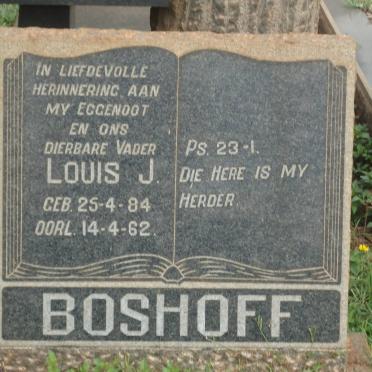 IN LIEFDEVOLLE
HERINNERING AAN
MY EGGENOOT
EN ONS
DIERBARE VADER
LOUIS J.
GEB. 25-4-84
OORL. 14-4-62.
PS. 23-1.
DIE HERE IS MY
HERDER
BOSHOFF